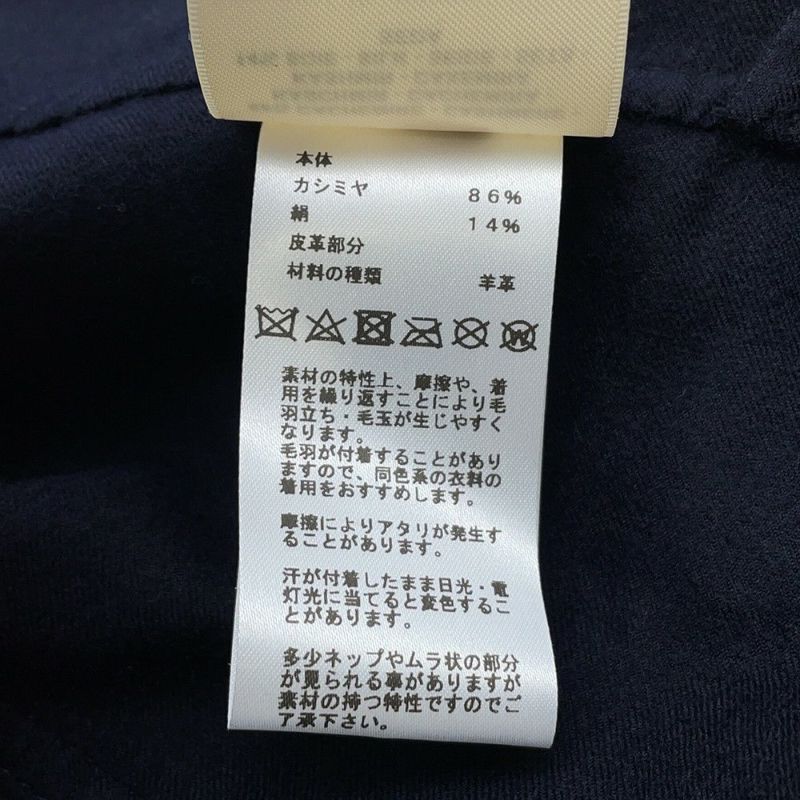 本体
カシミヤ 86%
絹 14%
皮革部分
材料の種類 羊革
W
素材の特性上、摩擦や、着
用を繰り返すことにより毛
羽立ち・毛玉が生じやすく
なります。
毛羽が付着することがあり
ますので、同色系の衣料の
着用をおすすめします。
摩擦によりアタリが発生す
ることがあります。
汗が付着したまま日光・電
灯光に当てると変色するこ
とがあります。
多少ネップやムラ状の部分
が見られる事がありますが
素材の持つ特性ですのでご
了承下さい。